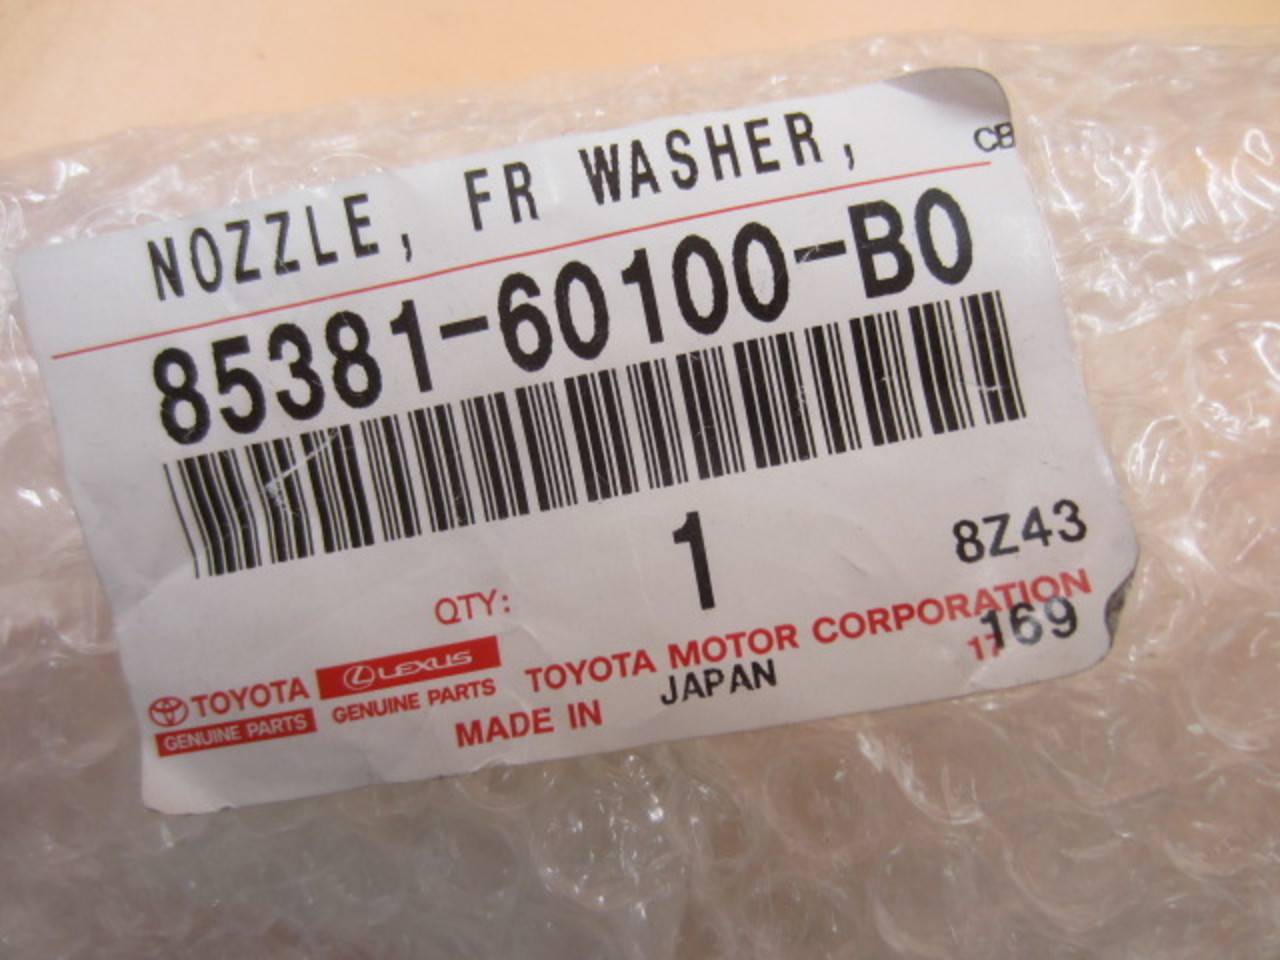 CB
NOZZLE, FR WASHER,
85381-60100-B0
QTY: 1
8Z43
TOYOTA
GENUINE PARTS
LEXUS
GENUINE PARTS
TOYOTA MOTOR CORPORATION
169
MADE IN JAPAN